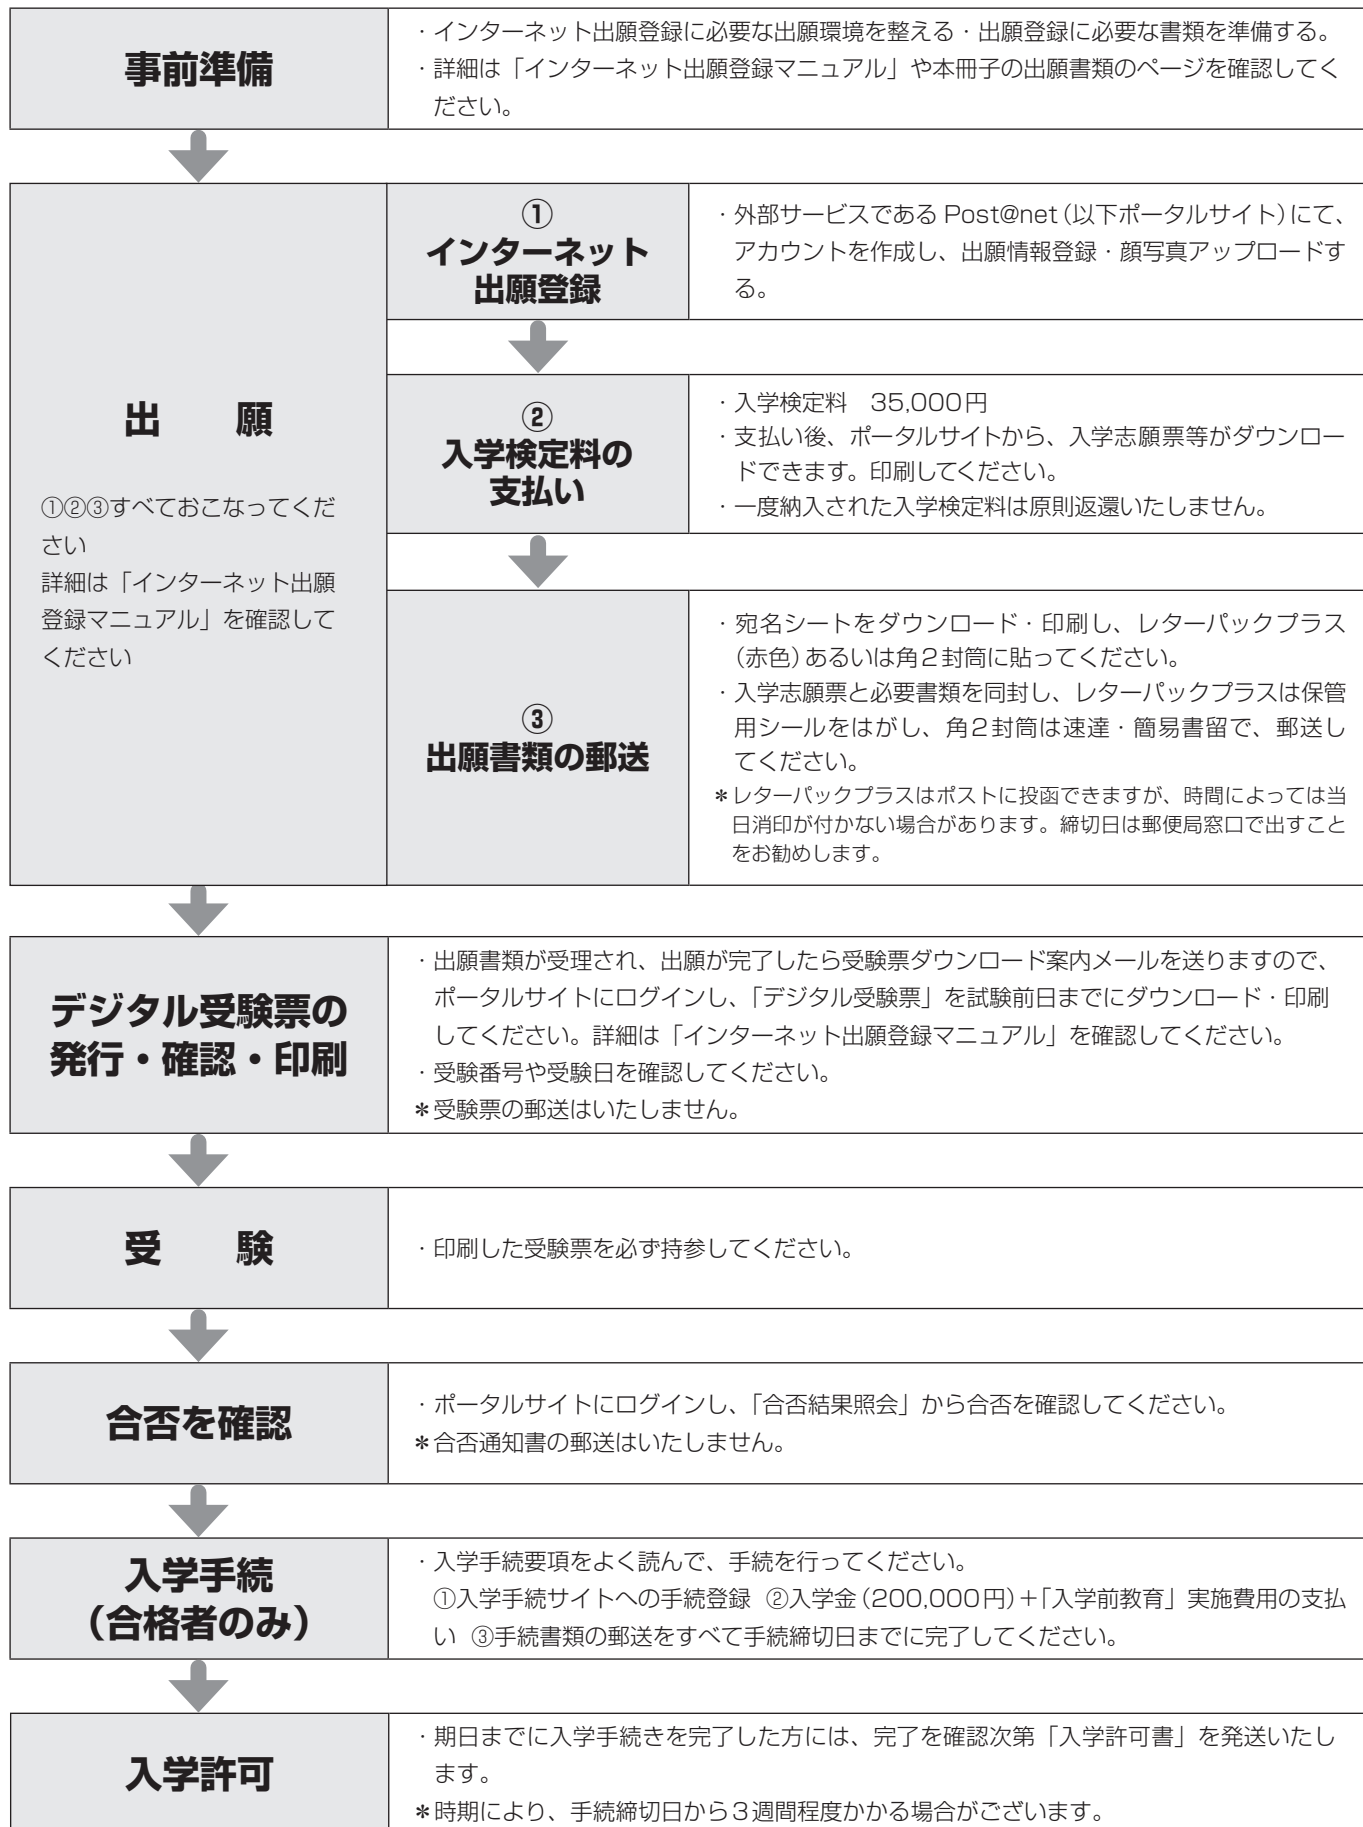 事前準備
・インターネット出願登録に必要な出願環境を整える・出願登録に必要な書類を準備する。
・詳細は「インターネット出願登録マニュアル」や本冊子の出願書類のページを確認してく
ださい。
出　願
①②③すべておこなってくだ
さい
詳細は「インターネット出願
登録マニュアル」を確認して
ください
①
インターネット
出願登録
・外部サービスである Post@net（以下ポータルサイト）にて、
アカウントを作成し、出願情報登録・顔写真アップロードす
る。
②
入学検定料の
支払い
・入学検定料　35,000円
・支払い後、ポータルサイトから、入学志願票等がダウンロー
ドできます。印刷してください。
・一度納入された入学検定料は原則返還いたしません。
③
出願書類の郵送
・宛名シートをダウンロード・印刷し、レターパックプラス
（赤色）あるいは角２封筒に貼ってください。
・入学志願票と必要書類を同封し、レターパックプラスは保管
用シールをはがし、角２封筒は速達・簡易書留で、郵送し
てください。
＊レターパックプラスはポストに投函できますが、時間によっては当
日消印が付かない場合があります。締切日は郵便局窓口で出すこと
をお勧めします。
デジタル受験票の
発行・確認・印刷
・出願書類が受理され、出願が完了したら受験票ダウンロード案内メールを送りますので、
ポータルサイトにログインし、「デジタル受験票」を試験前日までにダウンロード・印刷
してください。詳細は「インターネット出願登録マニュアル」を確認してください。
・受験番号や受験日を確認してください。
＊受験票の郵送はいたしません。
受　験
・印刷した受験票を必ず持参してください。
合否を確認
・ポータルサイトにログインし、「合否結果照会」から合否を確認してください。
＊合否通知書の郵送はいたしません。
入学手続
（合格者のみ）
・入学手続要項をよく読んで、手続を行ってください。
①入学手続サイトへの手続登録 ②入学金（200,000円）＋「入学前教育」実施費用の支払
い ③手続書類の郵送をすべて手続締切日までに完了してください。
入学許可
・期日までに入学手続きを完了した方には、完了を確認次第「入学許可書」を発送いたし
ます。
＊時期により、手続締切日から３週間程度かかる場合がございます。